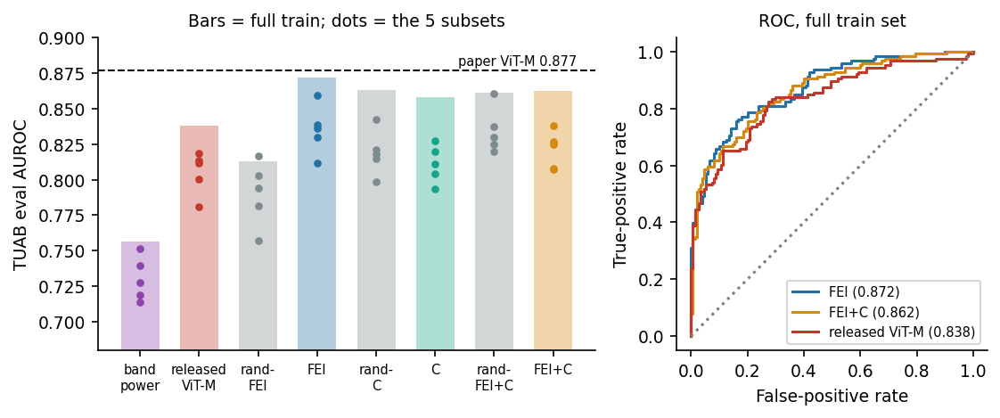 Bars = full train; dots = the 5 subsets
TUAB eval AUROC
0.900
0.875
0.850
0.825
0.800
0.775
0.750
0.725
0.700
paper ViT-M 0.877
band
power
released
ViT-M
rand-
FEI
FEI
rand-
C
C
rand-
FEI+C
FEI+C
ROC, full train set
True-positive rate
1.0
0.8
0.6
0.4
0.2
0.0
FEI (0.872)
FEI+C (0.862)
released ViT-M (0.838)
0.0
0.2
0.4
0.6
0.8
1.0
False-positive rate